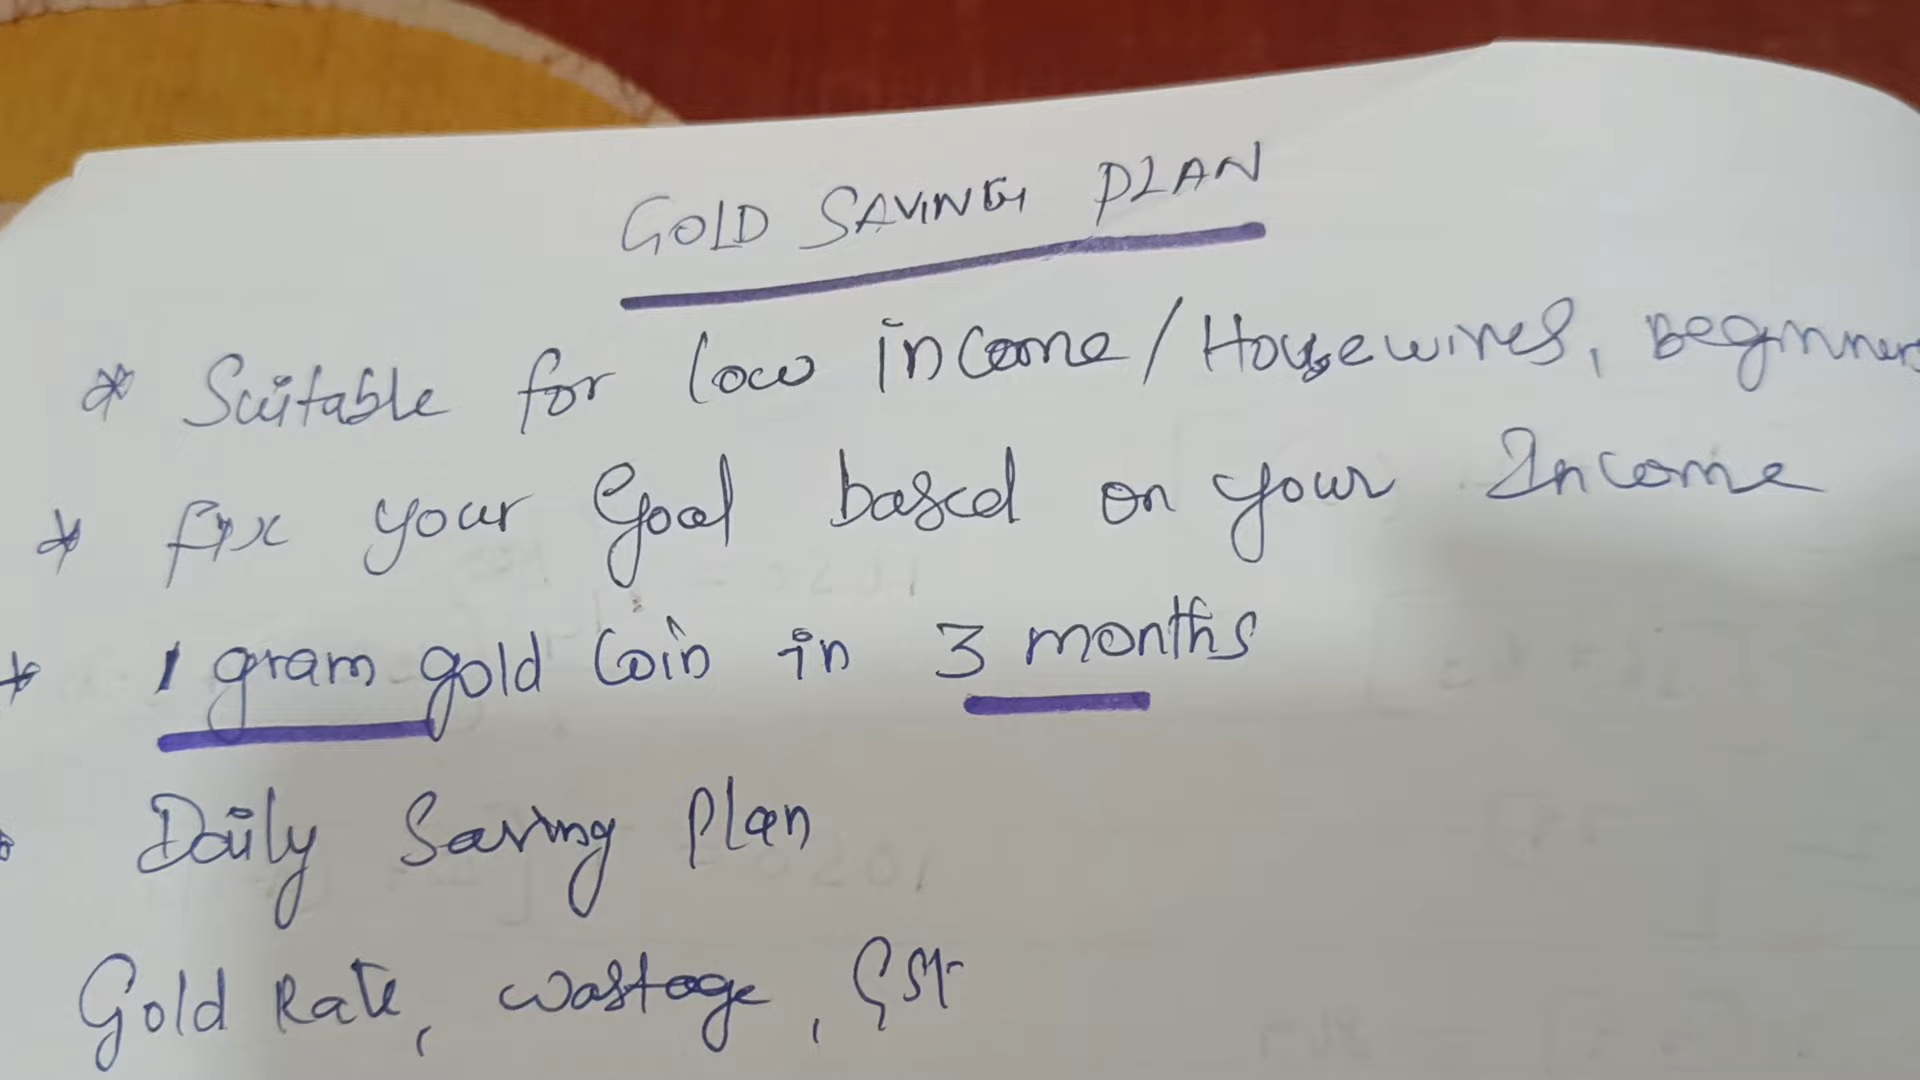 GOLD SAVING PLAN
* Suitable for low income/Housewives, Beginners
* fix your Goal based on your Income
* 1 gram gold Coin in 3 months
Daily Saving Plan
Gold Rate, wastage, GST